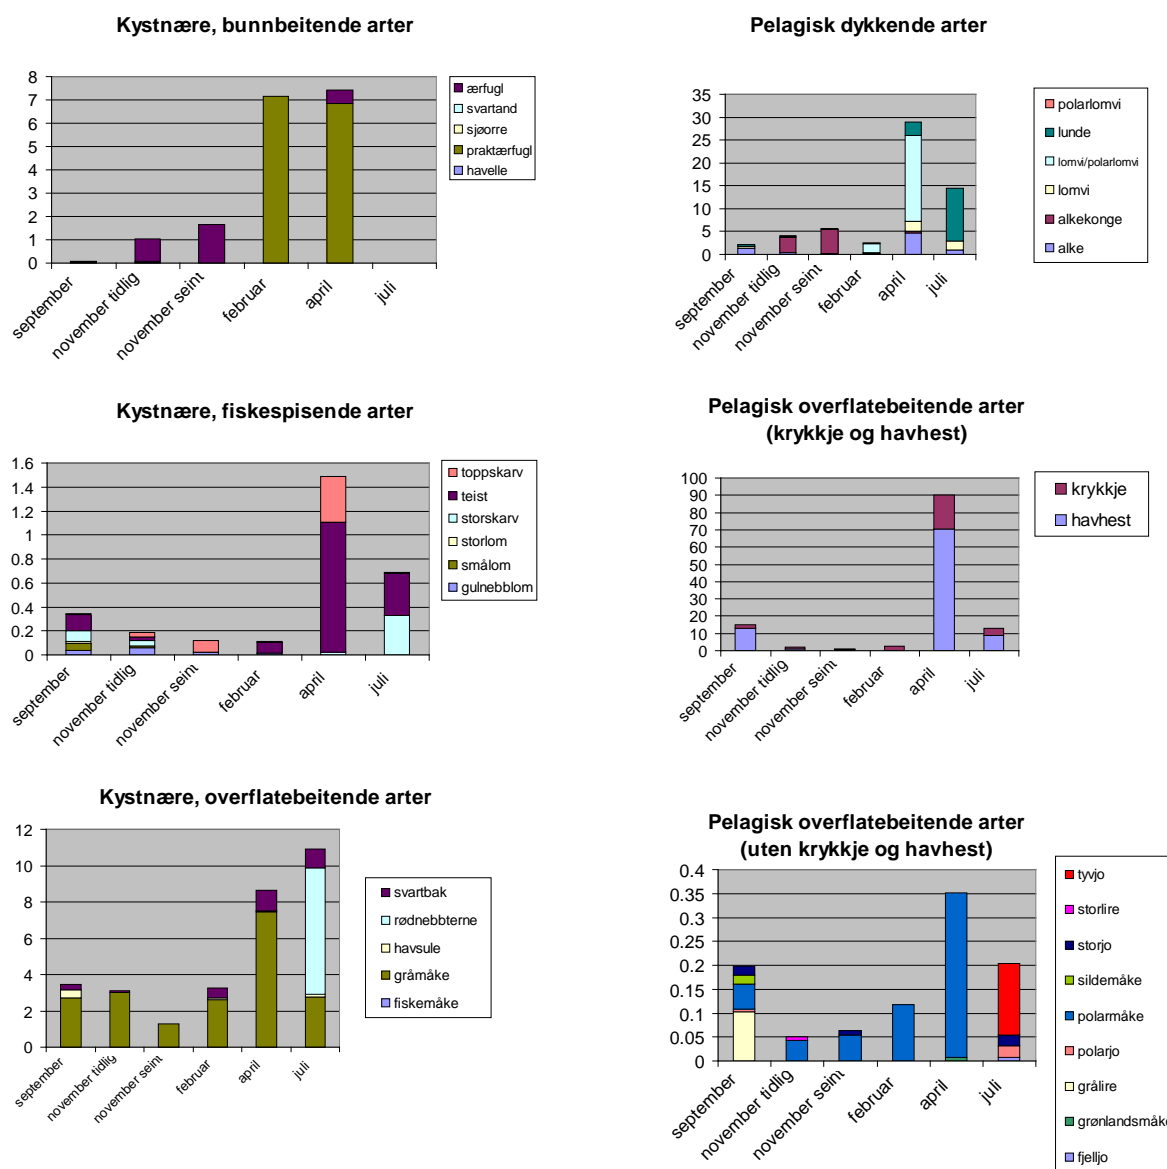 Kystnære, bunnbeitende arter
8
7
6
5
4
3
2
1
0
september
november tidlig
november seint
februar
april
juli
ærfugl
svartand
sjøorre
praktærfugl
havelle
Pelagisk dykkende arter
35
30
25
20
15
10
5
0
september
november tidlig
november seint
februar
april
juli
polarlomvi
lunde
lomvi/polarlomvi
lomvi
alkekonge
alke
Kystnære, fiskespisende arter
1.6
1.4
1.2
1
0.8
0.6
0.4
0.2
0
september
november tidlig
november seint
februar
april
juli
toppskarv
teist
storskarv
storlom
smålom
gulnebblom
Pelagisk overflatebeitende arter
(krykkje og havhest)
100
90
80
70
60
50
40
30
20
10
0
september
november tidlig
november seint
februar
april
juli
krykkje
havhest
Kystnære, overflatebeitende arter
12
10
8
6
4
2
0
september
november tidlig
november seint
februar
april
juli
svartbak
rødnebbterne
havsule
gråmåke
fiskemåke
Pelagisk overflatebeitende arter
(uten krykkje og havhest)
0.4
0.35
0.3
0.25
0.2
0.15
0.1
0.05
0
september
november tidlig
november seint
februar
april
juli
tyvjo
storlire
storjo
sildemåke
polarmåke
polarjo
grålire
grønlandsmåke
fjelljo